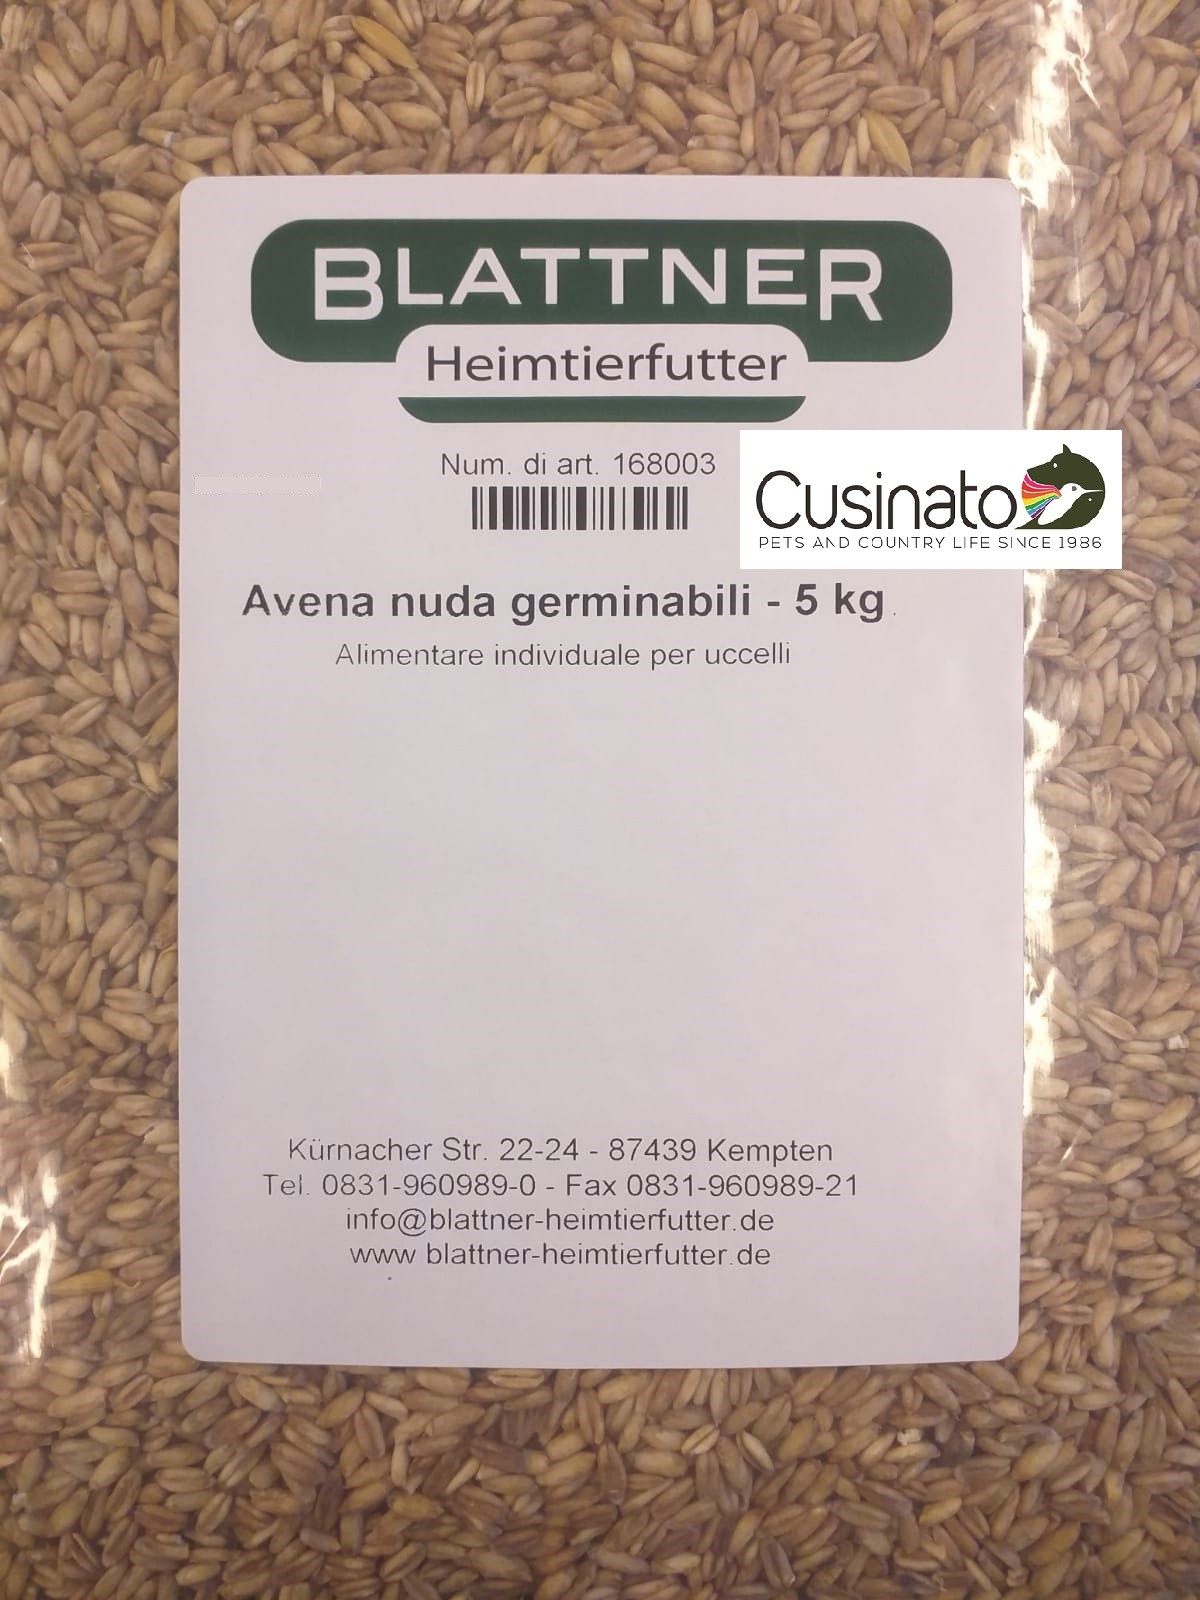 BLATTNER
Heimtierfutter
Num. di art. 168003
Cusinato
PETS AND COUNTRY LIFE SINCE 1986
Avena nuda germinabili - 5 kg
Alimentare individuale per uccelli
Kürnacher Str. 22-24 - 87439 Kempten
Tel. 0831-960989-0 - Fax 0831-960989-21
info@blattner-heimtierfutter.de
www blattner-heimtierfutter.de